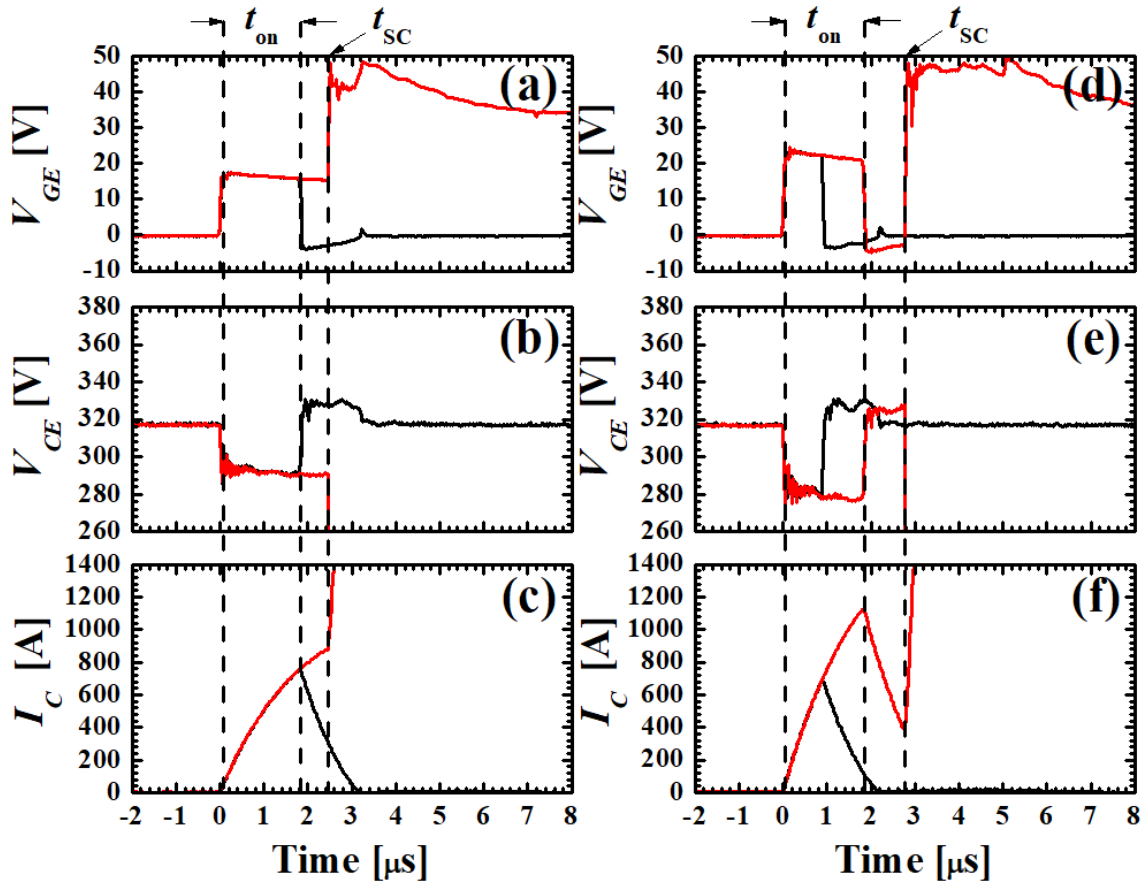 t_on t_SC t_on t_SC
50 (a) 50 (d)
40 40
30 30
20 20
10 10
0 0
-10 -10
V_GE [V] V_GE [V]
380 (b) 380 (e)
360 360
340 340
320 320
300 300
280 280
260 260
V_CE [V] V_CE [V]
1400 (c) 1400 (f)
1200 1200
1000 1000
800 800
600 600
400 400
200 200
0 0
I_C [A] I_C [A]
-2 -1 0 1 2 3 4 5 6 7 8 -2 -1 0 1 2 3 4 5 6 7 8
Time [μs] Time [μs]